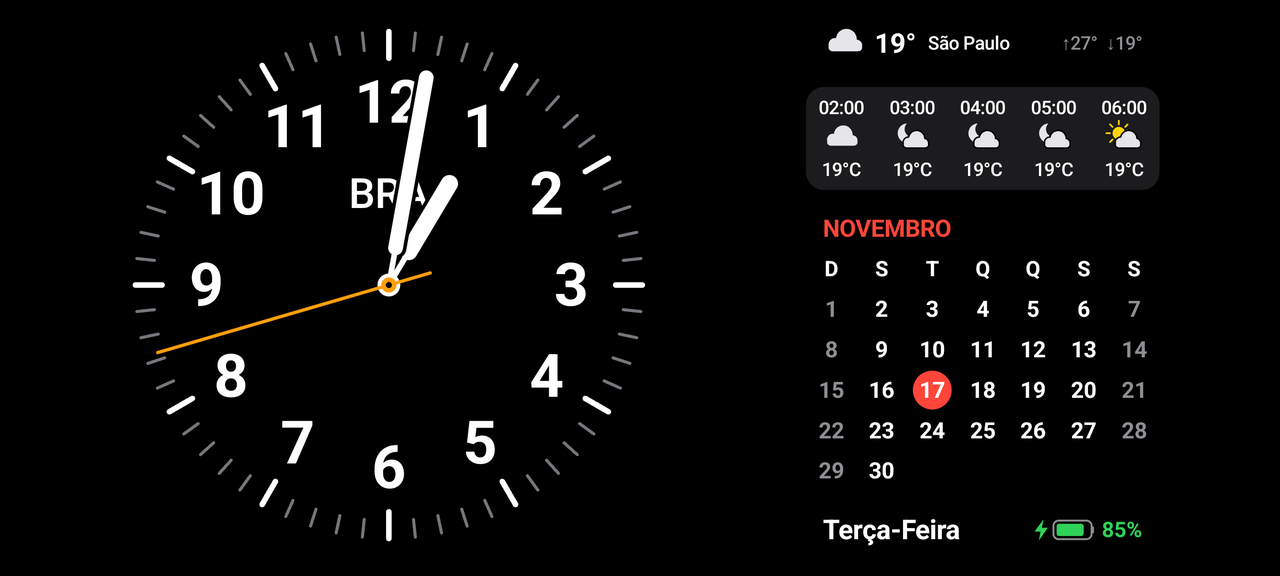 12
11
1
10
BRA
2
9
3
8
4
7
5
6
19° São Paulo ↑27° ↓19°
02:00 03:00 04:00 05:00 06:00
19°C 19°C 19°C 19°C 19°C
NOVEMBRO
D S T Q Q S S
1 2 3 4 5 6 7
8 9 10 11 12 13 14
15 16 17 18 19 20 21
22 23 24 25 26 27 28
29 30
Terça-Feira 85%